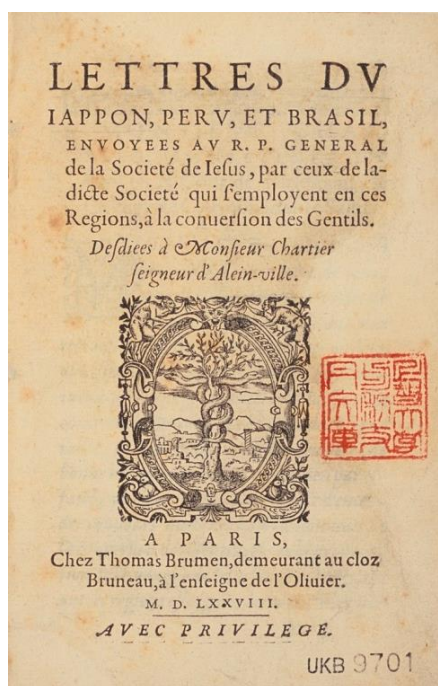 LETTRES DV
IAPPON, PERV, ET BRASIL,
ENVOYEES AV R. P. GENERAL
de la Societé de Iesus, par ceux de la-
dicte Societé qui s'employent en ces
Regions, à la conuersion des Gentils.
Desdiees à Monsieur Chartier
seigneur d'Alein-ville.
A PARIS,
Chez Thomas Brumen, demeurant au cloz
Bruneau, à l'enseigne de l'Oliuier.
M. D. LXXVIII.
AVEC PRIVILEGE.
UKB 9701